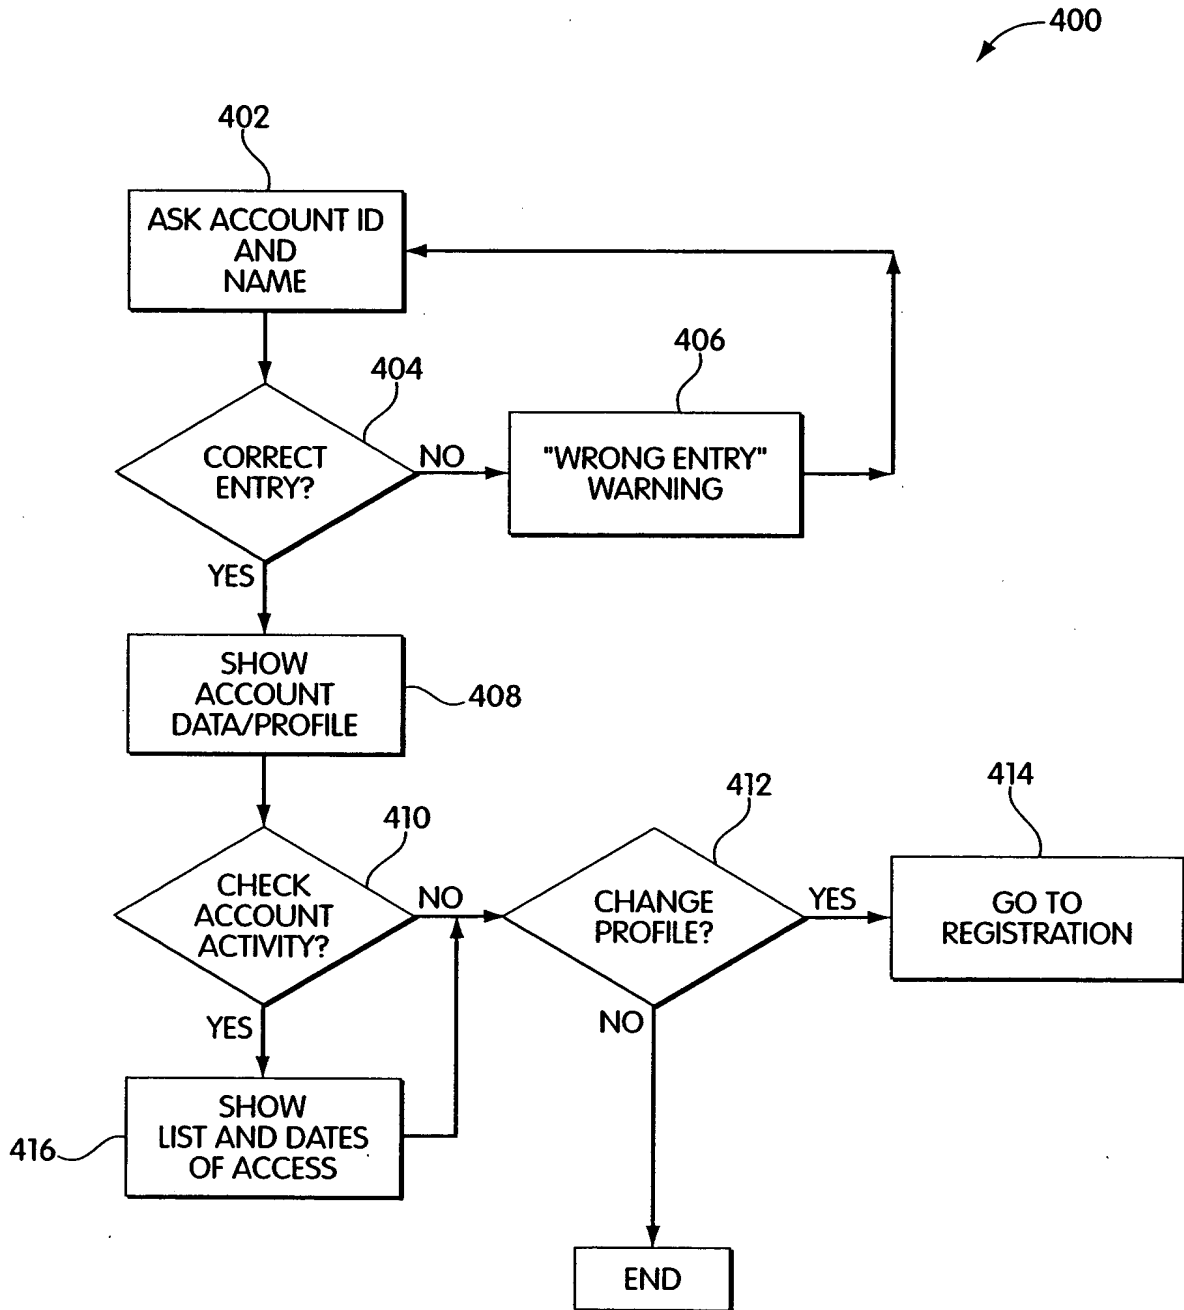 400
402
ASK ACCOUNT ID
AND
NAME
404
CORRECT
ENTRY?
NO
406
"WRONG ENTRY"
WARNING
YES
SHOW
ACCOUNT
DATA/PROFILE
408
410
CHECK
ACCOUNT
ACTIVITY?
NO
412
CHANGE
PROFILE?
YES
414
GO TO
REGISTRATION
YES
NO
416
SHOW
LIST AND DATES
OF ACCESS
END